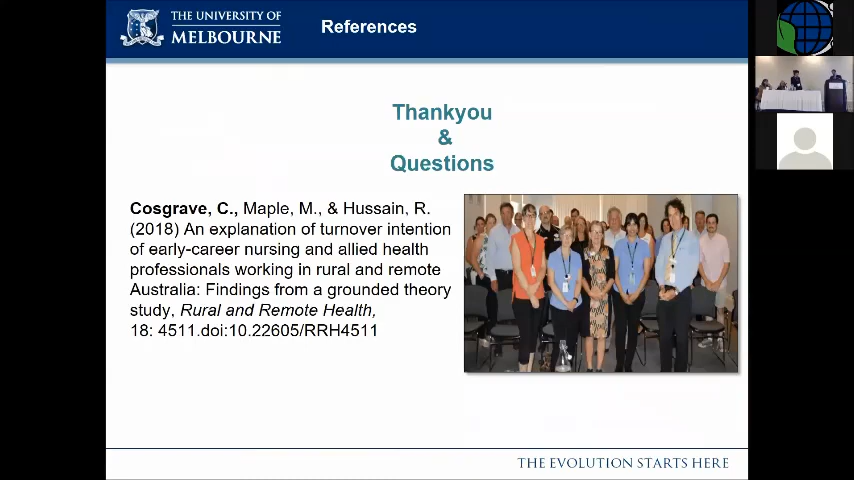 THE UNIVERSITY OF
MELBOURNE
References
Thankyou
&
Questions
Cosgrave, C., Maple, M., & Hussain, R.
(2018) An explanation of turnover intention
of early-career nursing and allied health
professionals working in rural and remote
Australia: Findings from a grounded theory
study, Rural and Remote Health,
18: 4511.doi:10.22605/RRH4511
THE EVOLUTION STARTS HERE